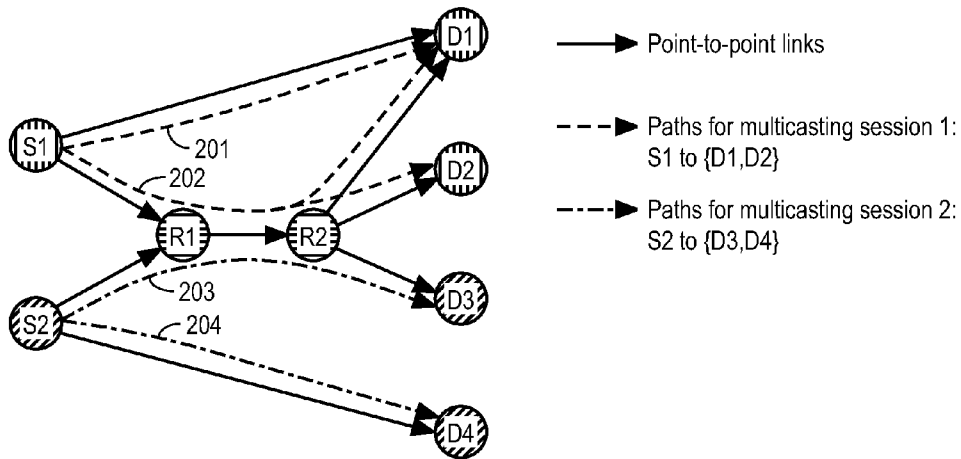 D1
Point-to-point links
S1
201
Paths for multicasting session 1:
S1 to {D1,D2}
202
D2
Paths for multicasting session 2:
S2 to {D3,D4}
R1
R2
203
D3
S2
204
D4